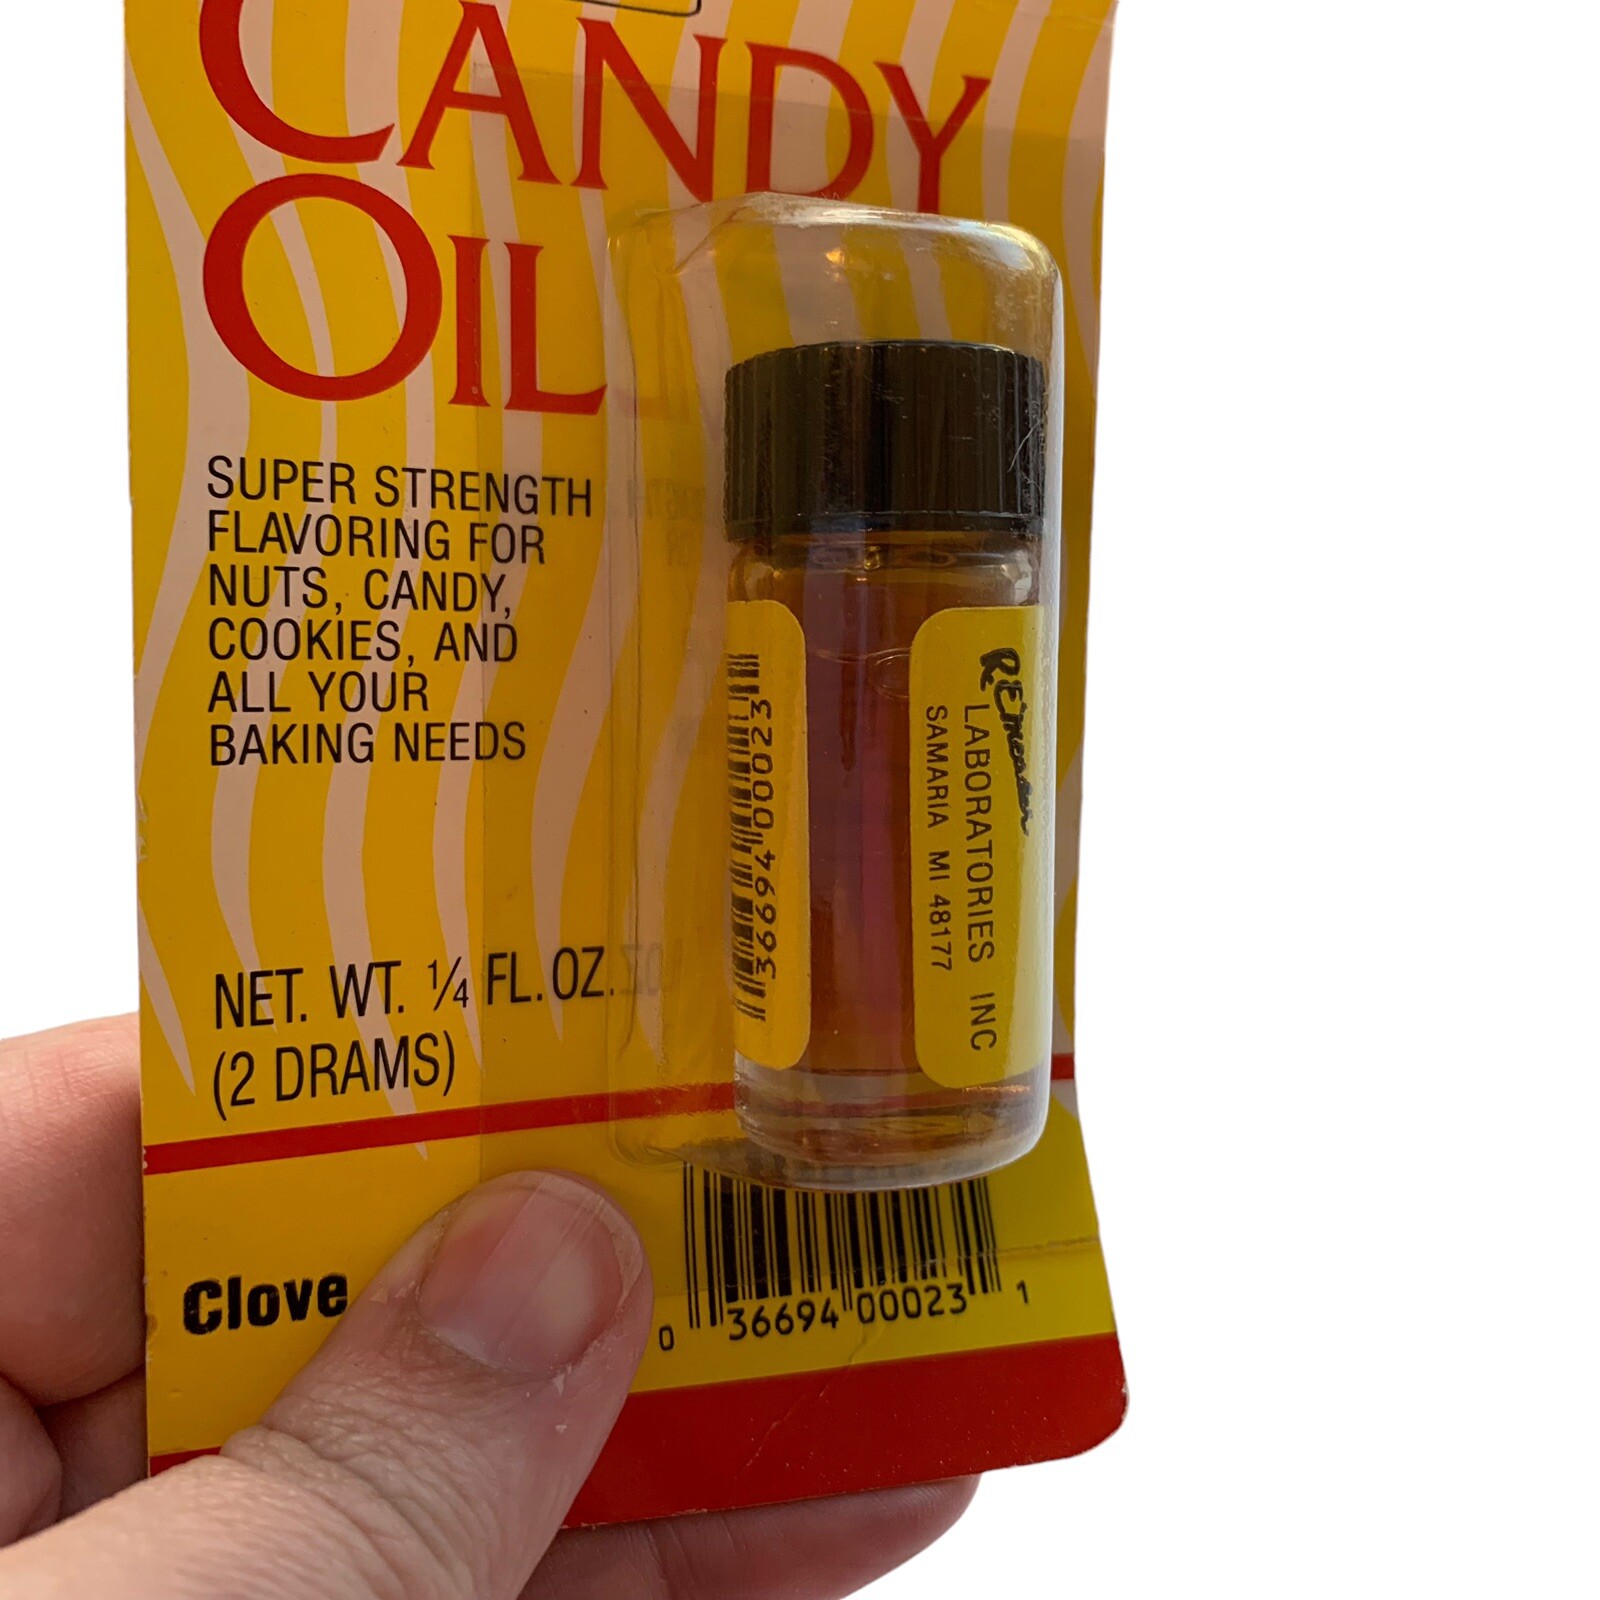 CANDY
OIL
SUPER STRENGTH
FLAVORING FOR
NUTS, CANDY,
COOKIES, AND
ALL YOUR
BAKING NEEDS
NET. WT. 1/4 FL. OZ.
(2 DRAMS)
Clove
0 36694 00023 1
36694 00023
LABORATORIES INC
SAMARIA MI 48177